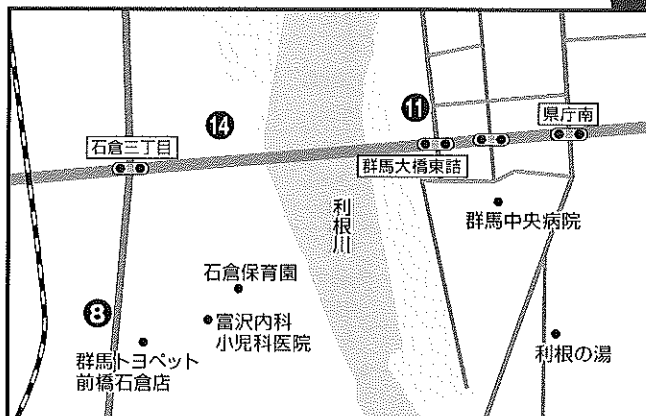 ⓫
県庁南
⓮
石倉三丁目
群馬大橋東詰
利根川
群馬中央病院
石倉保育園
❽
富沢内科
小児科医院
群馬トヨペット
前橋石倉店
利根の湯